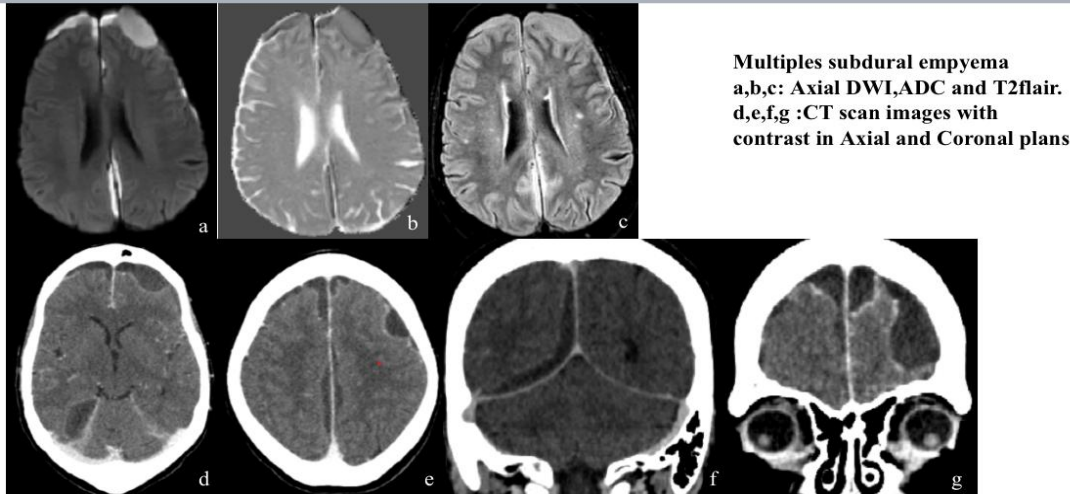 Multiples subdural empyema
a,b,c: Axial DWI,ADC and T2flair.
d,e,f,g :CT scan images with
contrast in Axial and Coronal plans
a
b
c
d
e
f
g